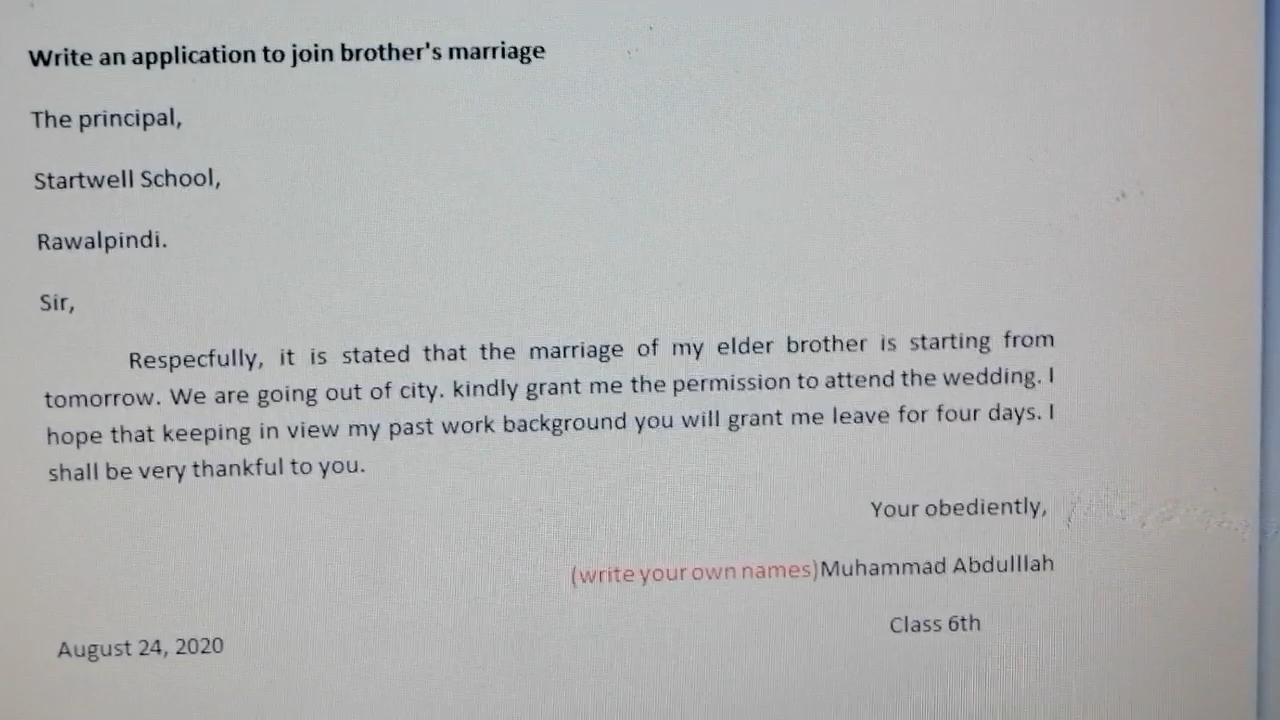 Write an application to join brother's marriage
The principal,
Startwell School,
Rawalpindi.
Sir,
Respecfully, it is stated that the marriage of my elder brother is starting from
tomorrow. We are going out of city. kindly grant me the permission to attend the wedding. I
hope that keeping in view my past work background you will grant me leave for four days. I
shall be very thankful to you.
Your obediently,
(write your own names)Muhammad Abdulllah
Class 6th
August 24, 2020